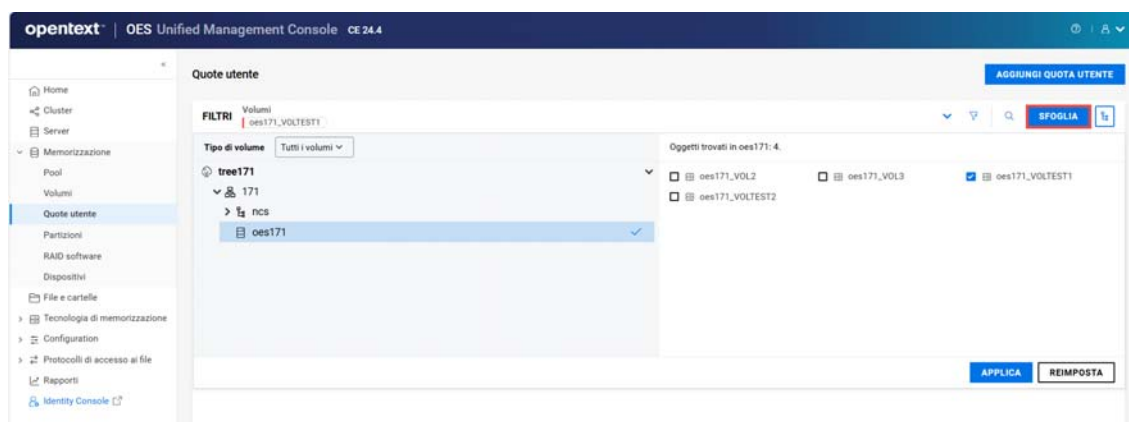 opentext™ | OES Unified Management Console CE 24.4
Quote utente
AGGIUNGI QUOTA UTENTE
Home
Cluster
Server
Memorizzazione
Pool
Volumi
Quote utente
Partizioni
RAID software
Dispositivi
File e cartelle
Tecnologia di memorizzazione
Configuration
Protocolli di accesso ai file
Rapporti
Identity Console
FILTRI
Volumi
oes171_VOLTEST1
SFOGLIA
Tipo di volume Tutti i volumi
tree171
171
ncs
oes171
Oggetti trovati in oes171: 4.
oes171_VOL2 oes171_VOL3 oes171_VOLTEST1
oes171_VOLTEST2
APPLICA REIMPOSTA